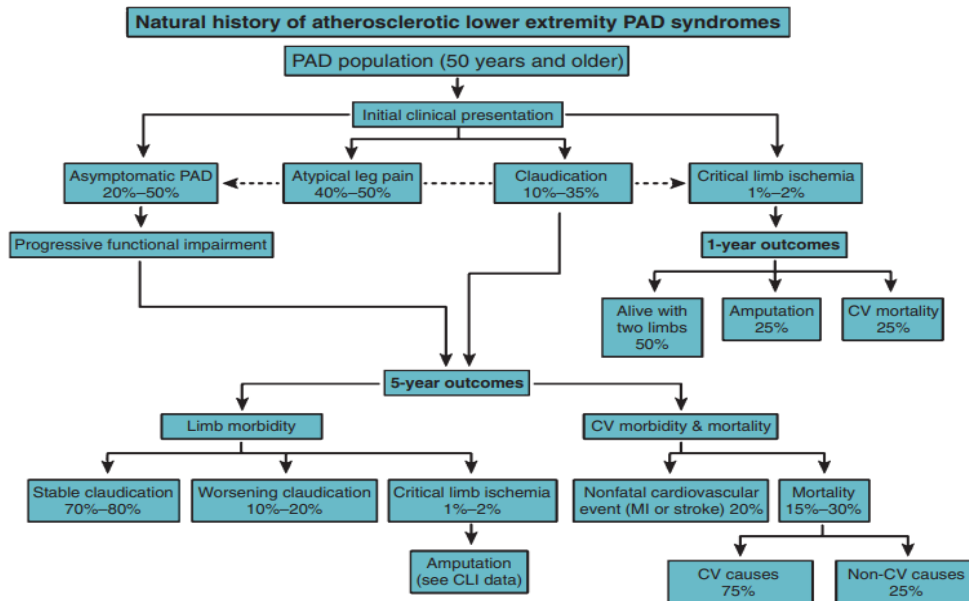 Natural history of atherosclerotic lower extremity PAD syndromes
PAD population (50 years and older)
Initial clinical presentation
Asymptomatic PAD
20%–50%
Atypical leg pain
40%–50%
Claudication
10%–35%
Critical limb ischemia
1%–2%
Progressive functional impairment
1-year outcomes
Alive with
two limbs
50%
Amputation
25%
CV mortality
25%
5-year outcomes
Limb morbidity
CV morbidity & mortality
Stable claudication
70%–80%
Worsening claudication
10%–20%
Critical limb ischemia
1%–2%
Nonfatal cardiovascular
event (MI or stroke) 20%
Mortality
15%–30%
Amputation
(see CLI data)
CV causes
75%
Non-CV causes
25%